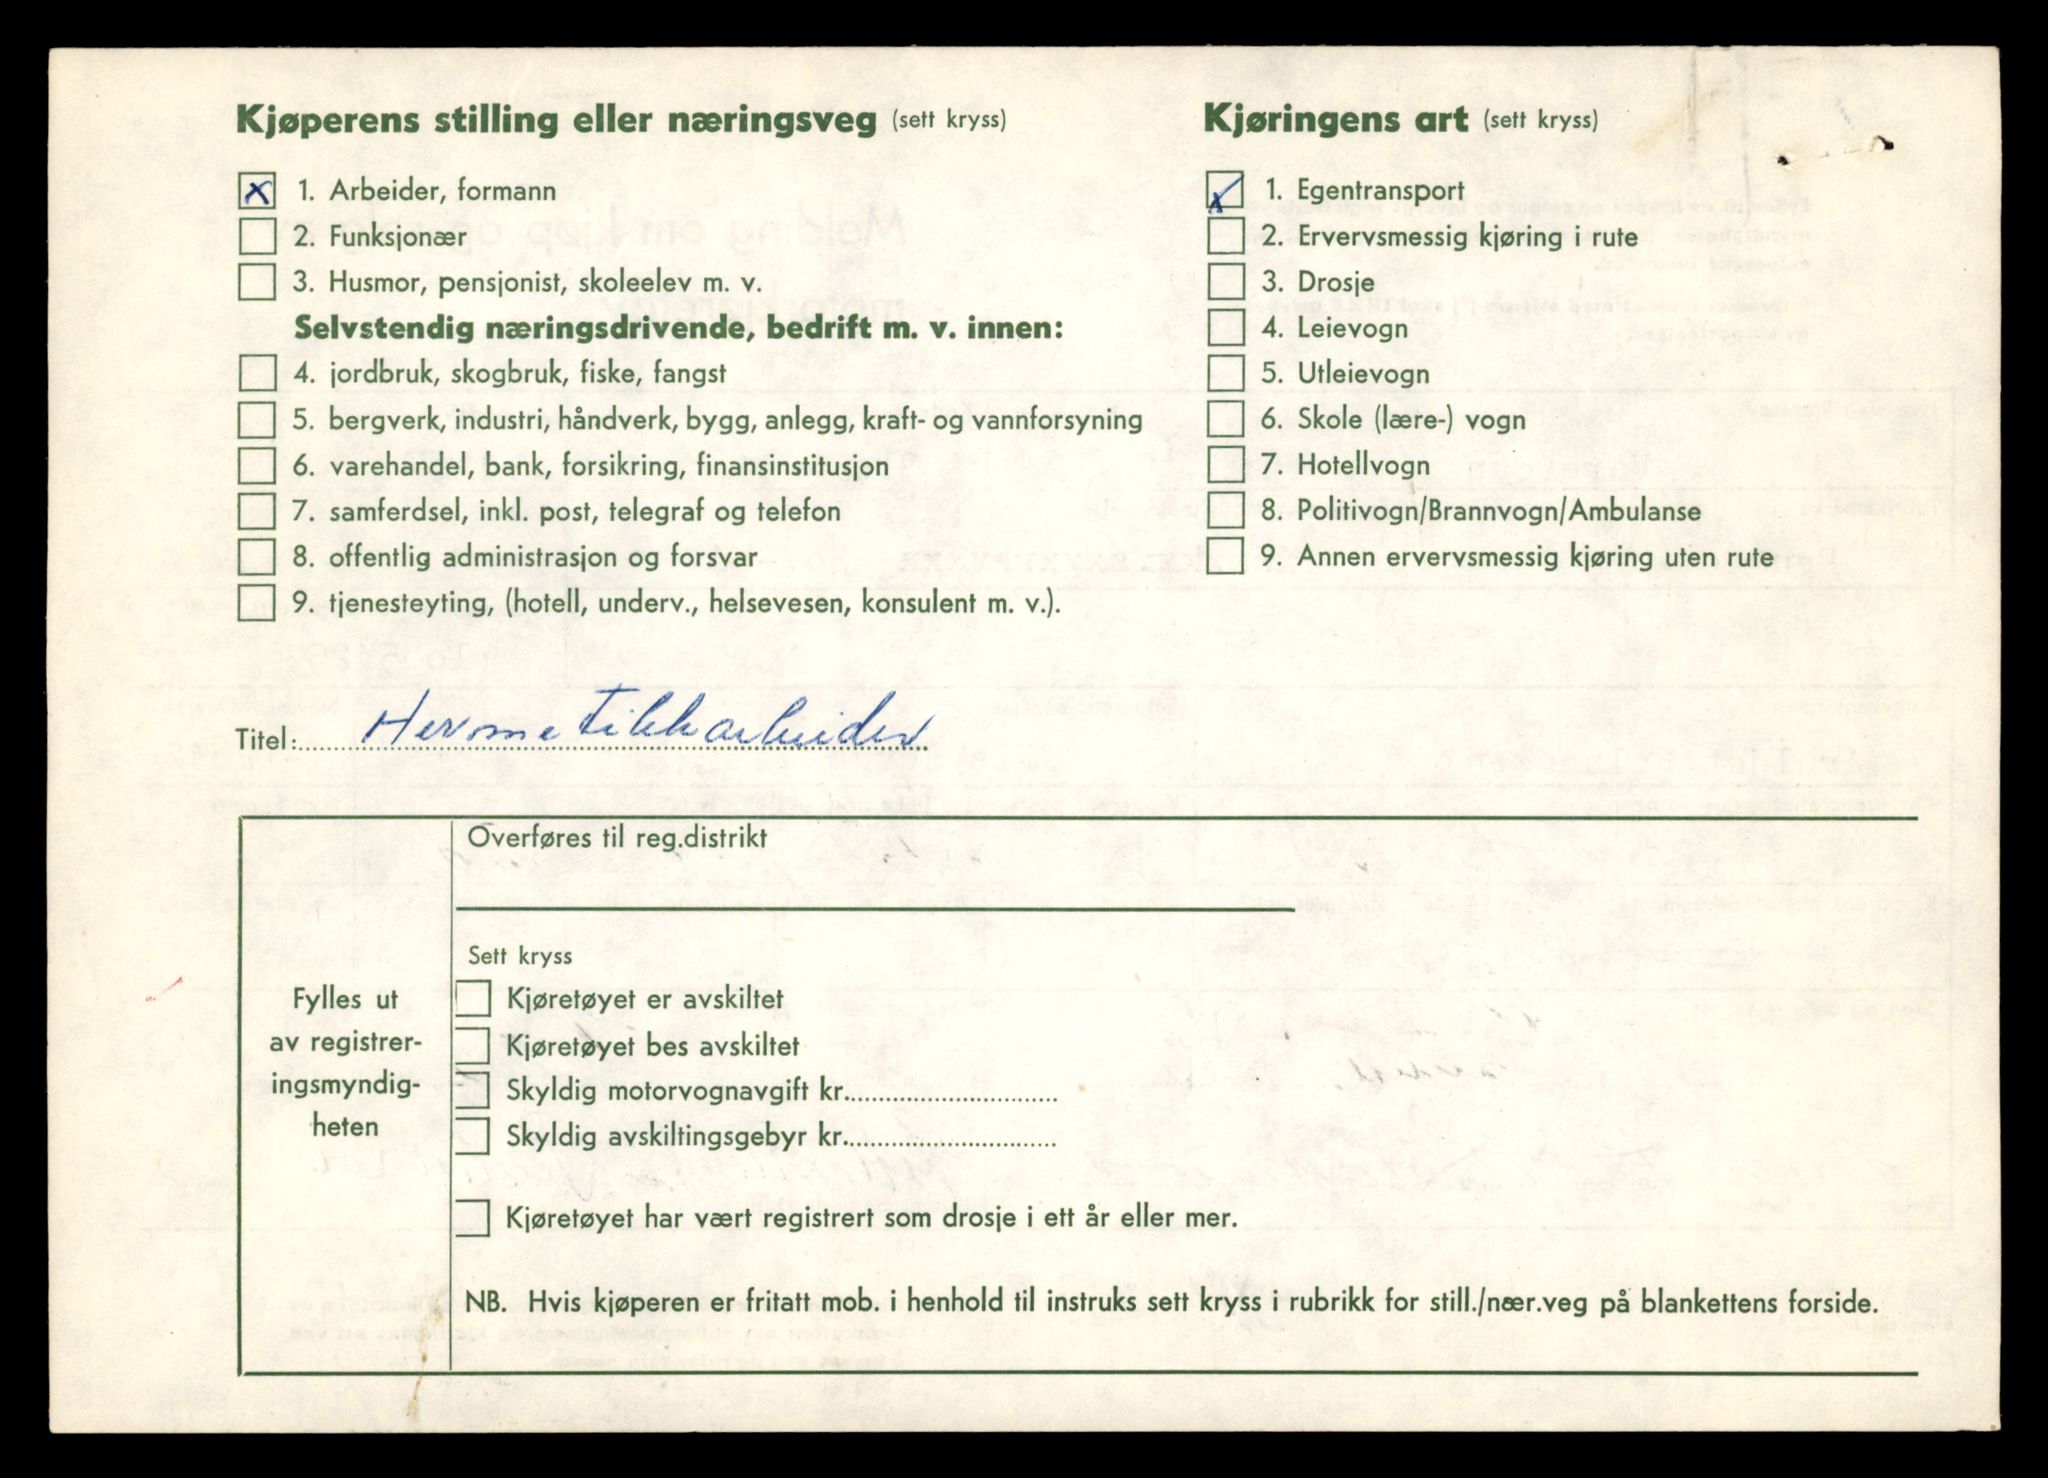 Kjøperens stilling eller næringsveg (sett kryss)
x 1. Arbeider, formann
2. Funksjonær
3. Husmor, pensjonist, skoleelev m. v.
Selvstendig næringsdrivende, bedrift m. v. innen:
4. jordbruk, skogbruk, fiske, fangst
5. bergverk, industri, håndverk, bygg, anlegg, kraft- og vannforsyning
6. varehandel, bank, forsikring, finansinstitusjon
7. samferdsel, inkl. post, telegraf og telefon
8. offentlig administrasjon og forsvar
9. tjenesteyting, (hotell, underv., helsevesen, konsulent m. v.).
Kjøringens art (sett kryss)
x 1. Egentransport
2. Ervervsmessig kjøring i rute
3. Drosje
4. Leievogn
5. Utleievogn
6. Skole (lære-) vogn
7. Hotellvogn
8. Politivogn/Brannvogn/Ambulanse
9. Annen ervervsmessig kjøring uten rute
Titel: Hermetikkarbeider
Fylles ut
av registrer-
ingsmyndig-
heten
Overføres til reg.distrikt
Sett kryss
Kjøretøyet er avskiltet
Kjøretøyet bes avskiltet
Skyldig motorvognavgift kr.
Skyldig avskiltingsgebyr kr.
Kjøretøyet har vært registrert som drosje i ett år eller mer.
NB. Hvis kjøperen er fritatt mob. i henhold til instruks sett kryss i rubrikk for still./nær.veg på blankettens forside.